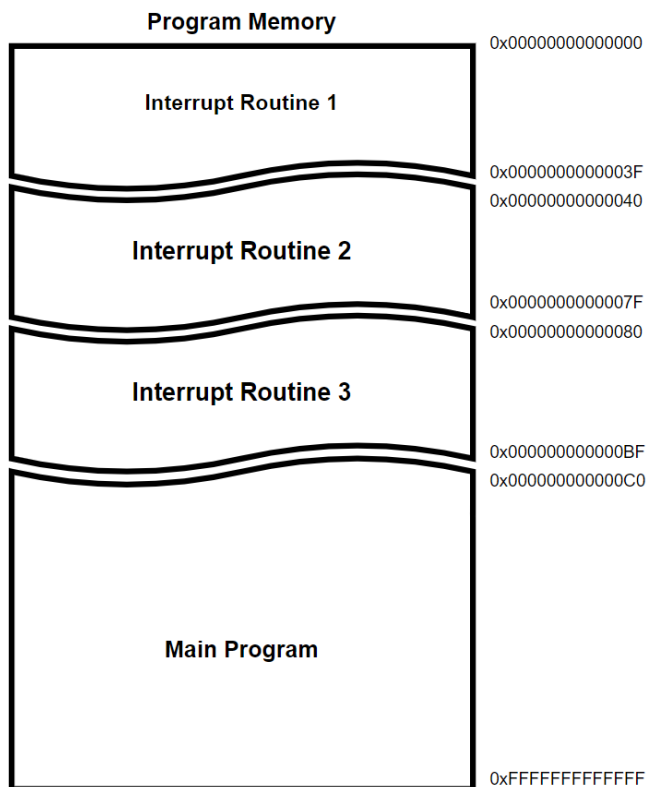 Program Memory
0x00000000000000
Interrupt Routine 1
0x0000000000003F
0x00000000000040
Interrupt Routine 2
0x0000000000007F
0x00000000000080
Interrupt Routine 3
0x000000000000BF
0x000000000000C0
Main Program
0xFFFFFFFFFFFFFF